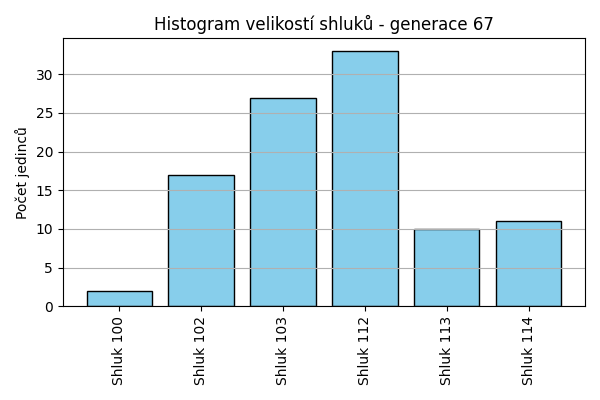 Histogram velikostí shluků - generace 67
Počet jedinců
30
25
20
15
10
5
0
Shluk 100
Shluk 102
Shluk 103
Shluk 112
Shluk 113
Shluk 114